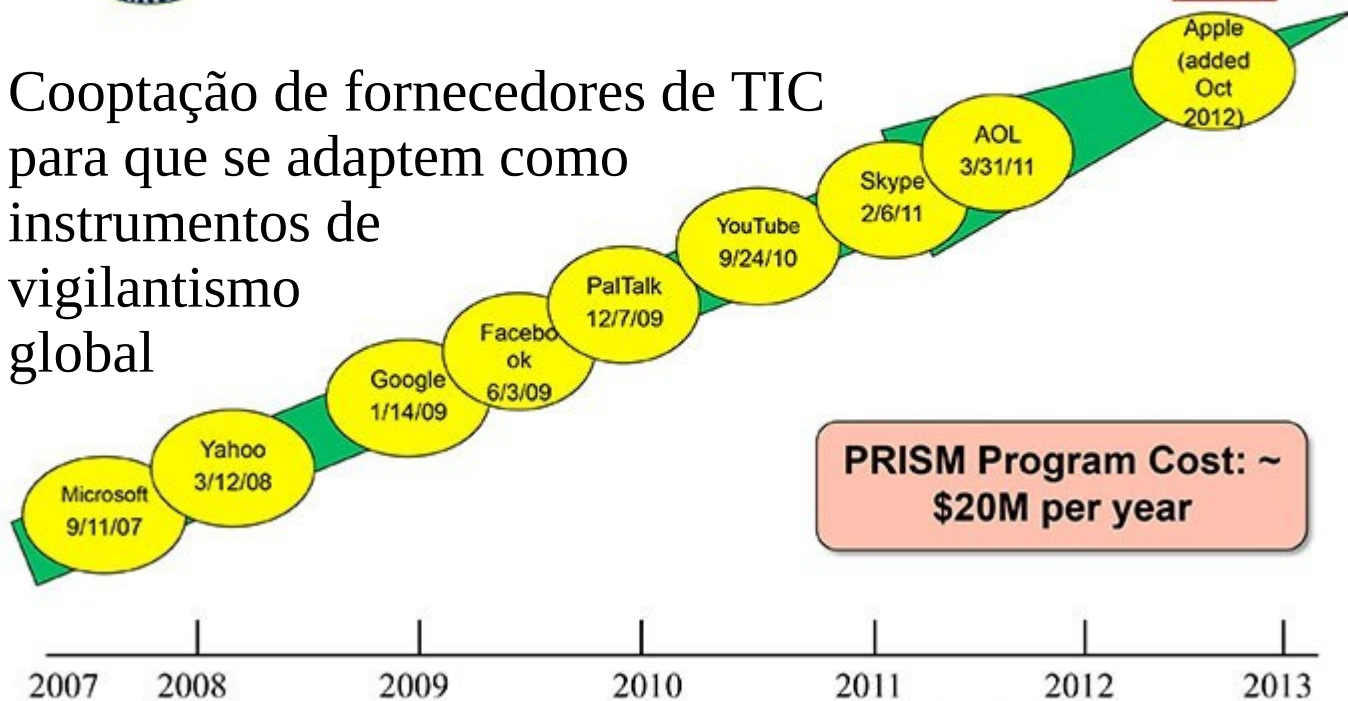 Cooptação de fornecedores de TIC
para que se adaptem como
instrumentos de
vigilantismo
global
Microsoft
9/11/07
Yahoo
3/12/08
Google
1/14/09
Facebo
ok
6/3/09
PalTalk
12/7/09
YouTube
9/24/10
Skype
2/6/11
AOL
3/31/11
Apple
(added
Oct
2012)
PRISM Program Cost: ~
$20M per year
2007 2008 2009 2010 2011 2012 2013